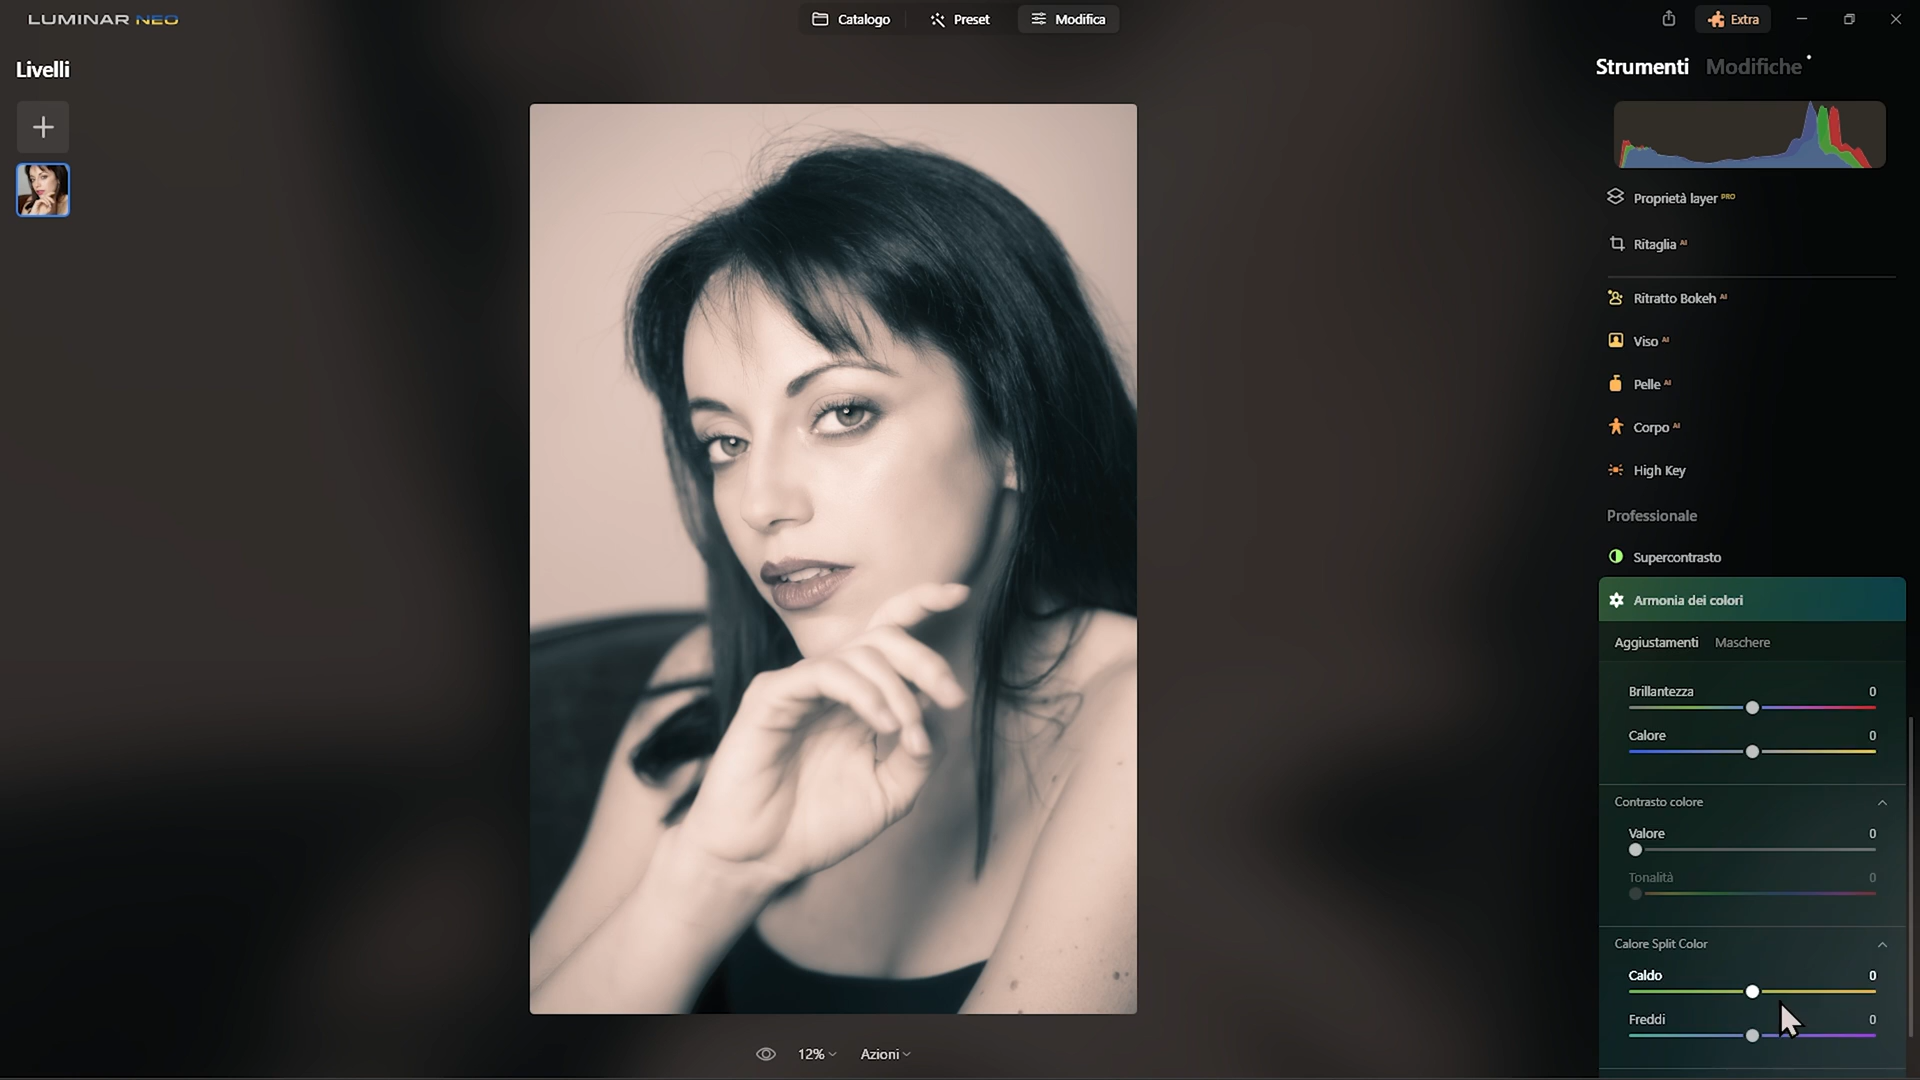 LUMINAR NEO
Catalogo
Preset
Modifica
Extra
Livelli
Strumenti
Modifiche
Proprietà layer PRO
Ritaglia AI
Ritratto Bokeh AI
Viso AI
Pelle AI
Corpo AI
High Key
Professionale
Supercontrasto
Armonia dei colori
Aggiustamenti
Maschere
Brillantezza 0
Calore 0
Contrasto colore
Valore 0
Tonalità 0
Calore Split Color
Caldo 0
Freddi 0
12%
Azioni